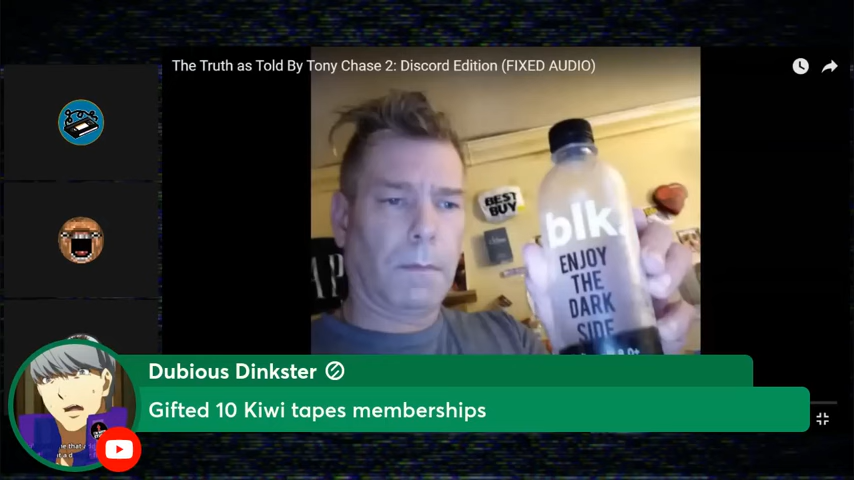 The Truth as Told By Tony Chase 2: Discord Edition (FIXED AUDIO)
BEST
BUY
blk.
ENJOY
THE
DARK
SIDE
Dubious Dinkster
Gifted 10 Kiwi tapes memberships